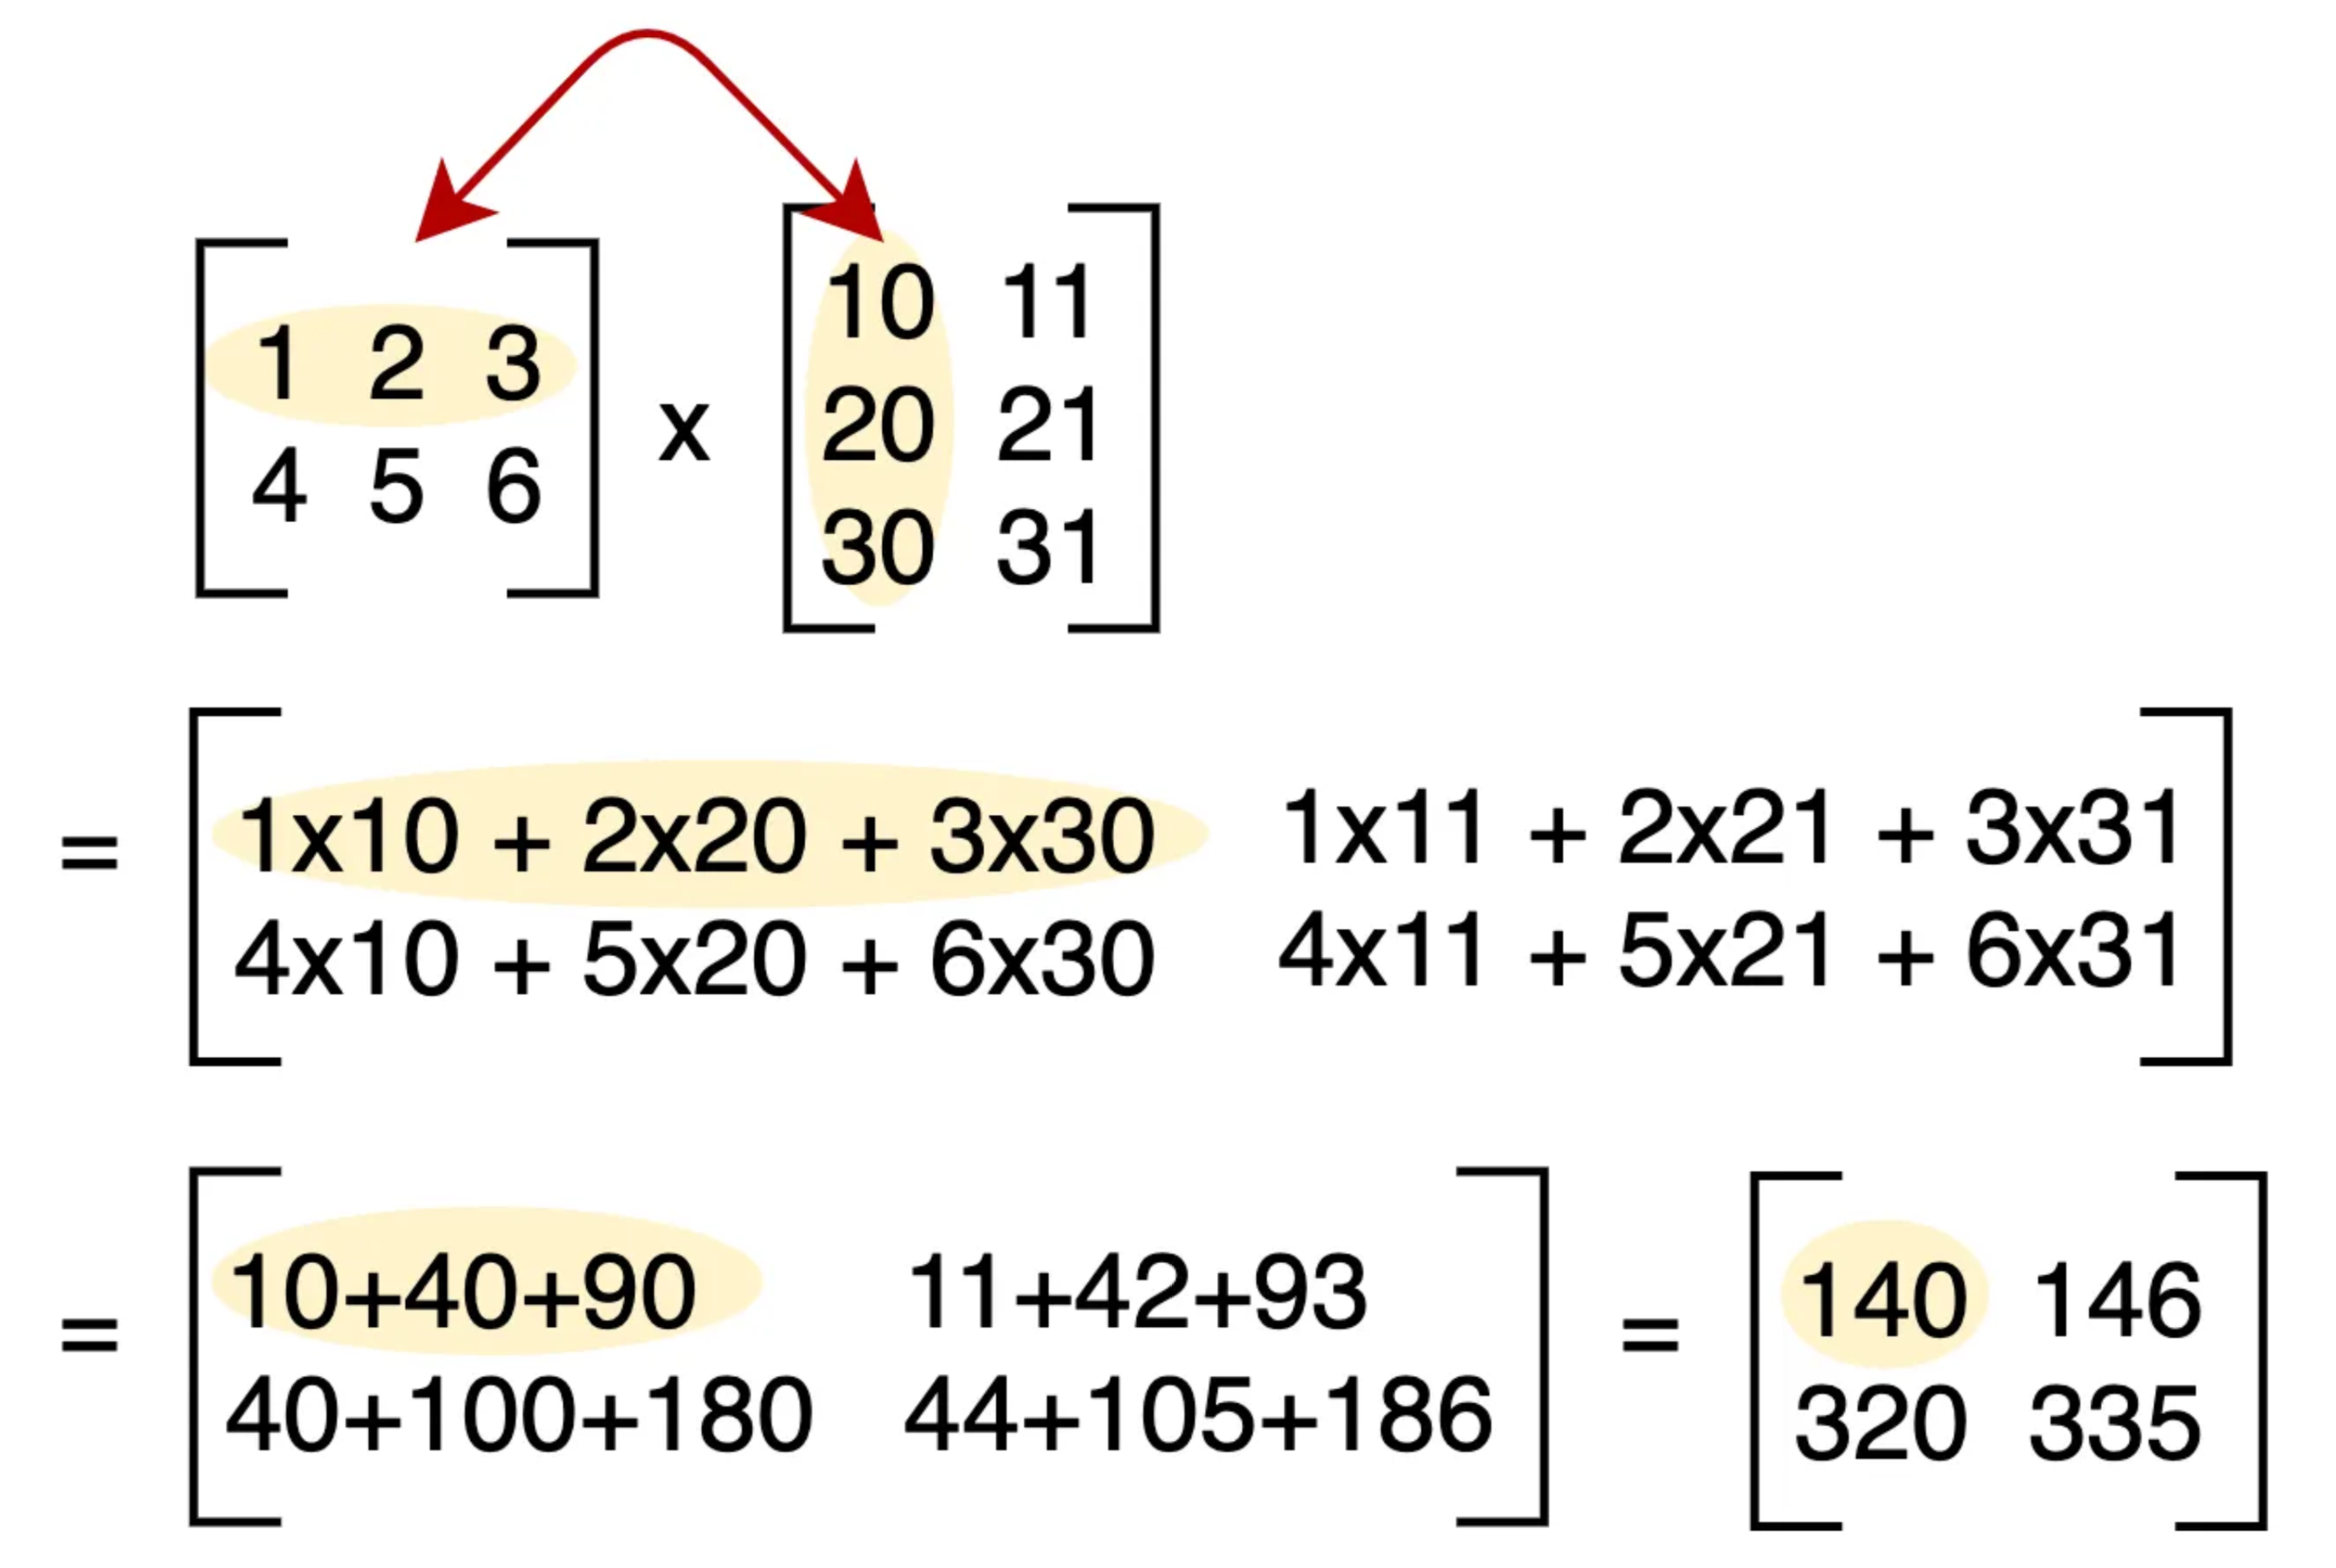 1 2 3
4 5 6
x
10 11
20 21
30 31
=
1x10 + 2x20 + 3x30 1x11 + 2x21 + 3x31
4x10 + 5x20 + 6x30 4x11 + 5x21 + 6x31
=
10+40+90 11+42+93
40+100+180 44+105+186
=
140 146
320 335